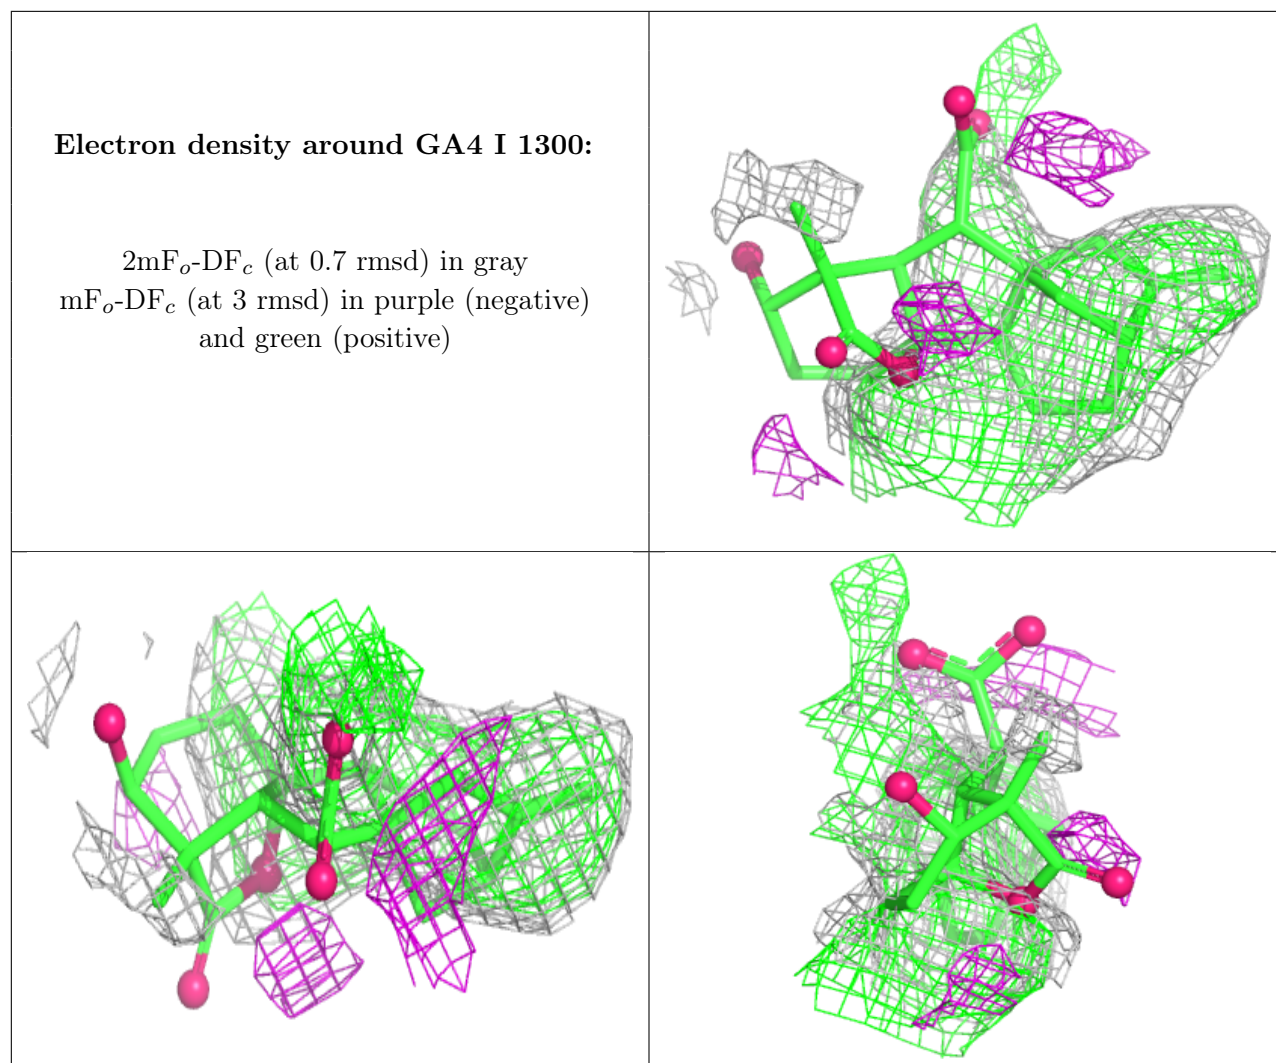 Electron density around GA4 I 1300:
2mFo-DFc (at 0.7 rmsd) in gray
mFo-DFc (at 3 rmsd) in purple (negative)
and green (positive)